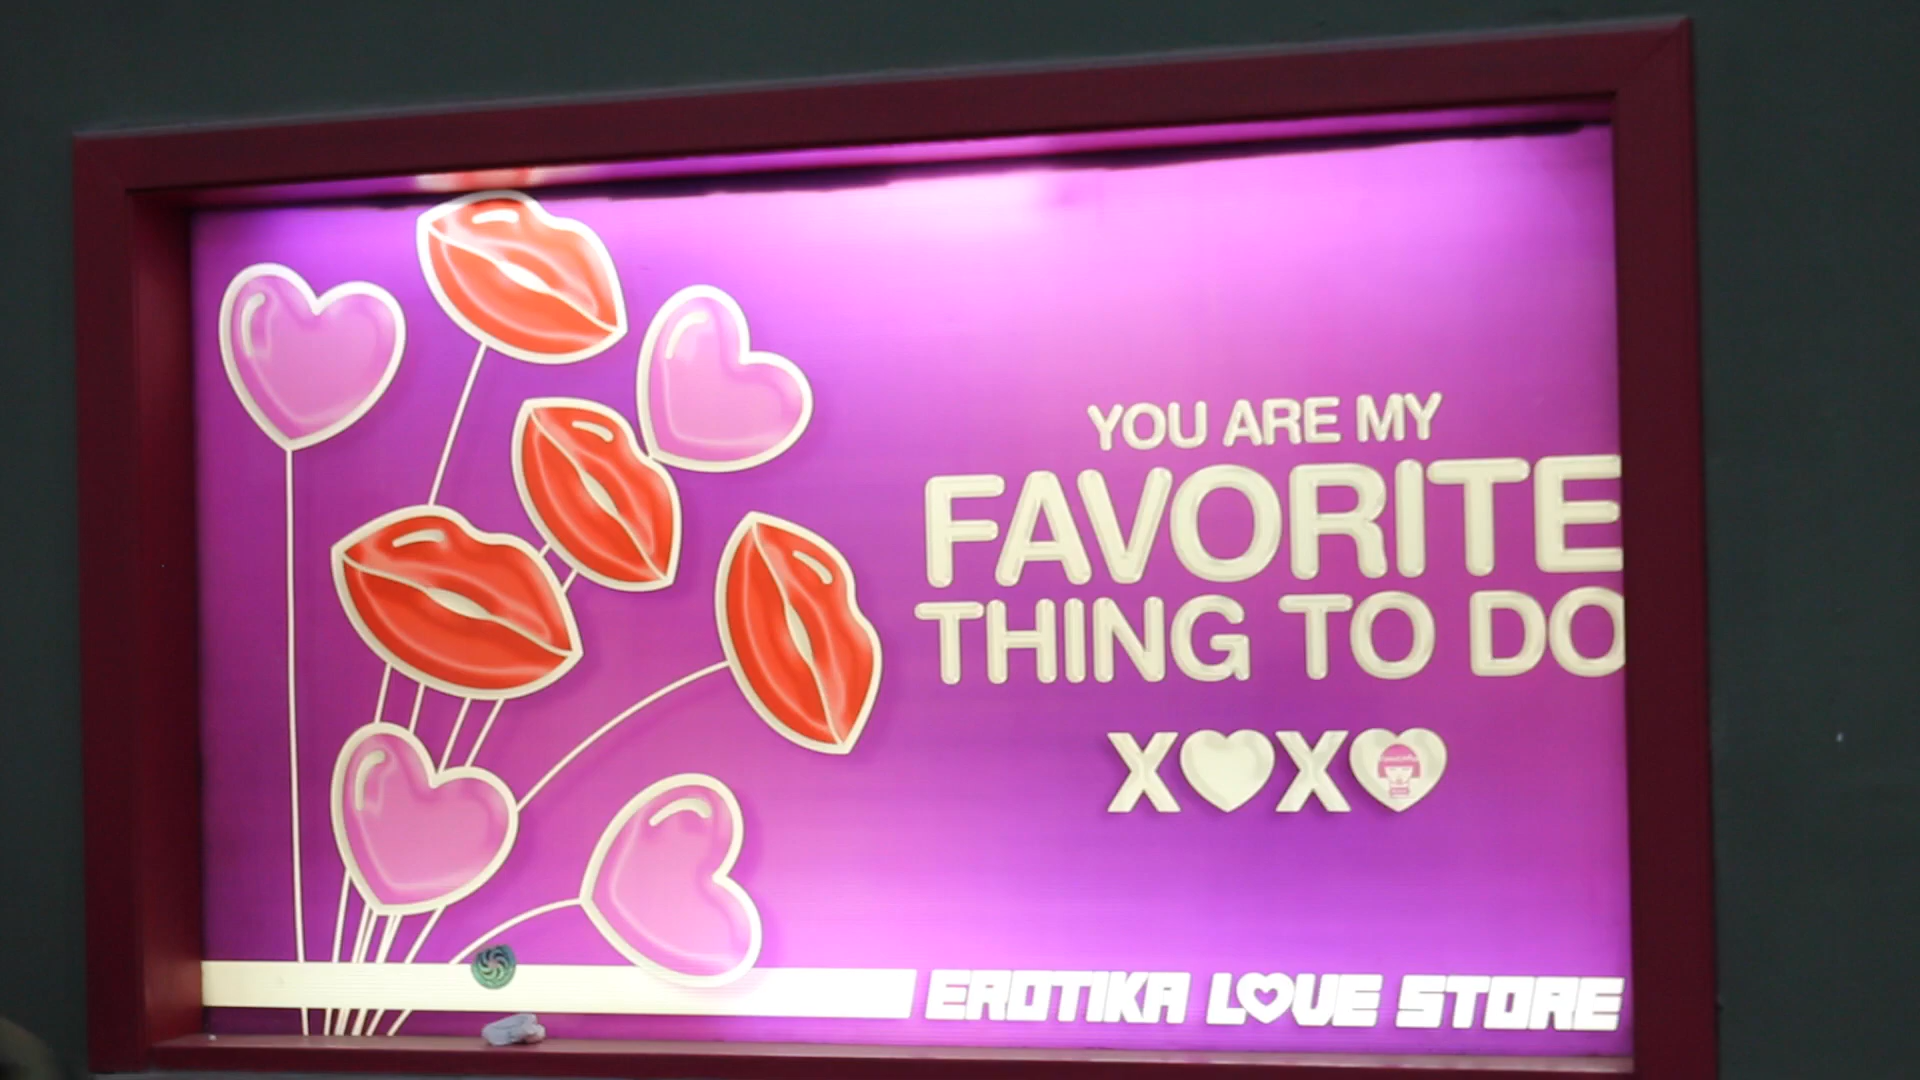 YOU ARE MY
FAVORITE
THING TO DO
XOXO
EROTIKA LOVE STORE